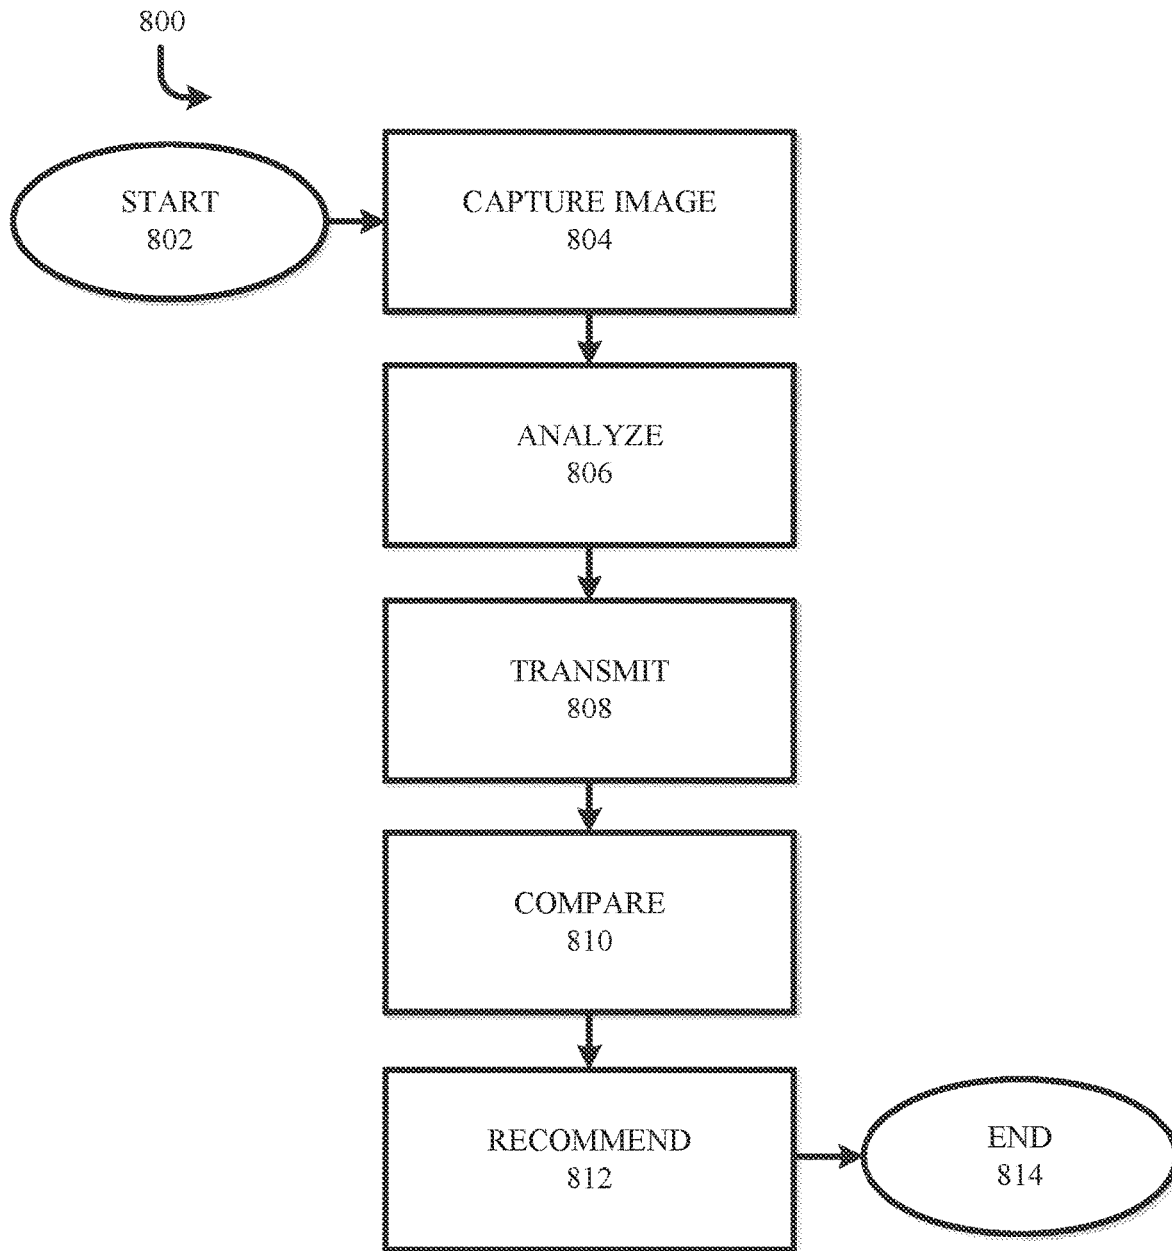 800
START
802
CAPTURE IMAGE
804
ANALYZE
806
TRANSMIT
808
COMPARE
810
RECOMMEND
812
END
814